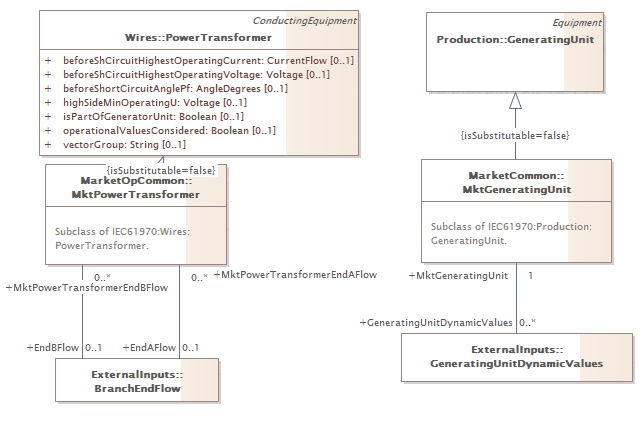 ConductingEquipment
Wires::PowerTransformer
+ beforeShCircuitHighestOperatingCurrent: CurrentFlow [0..1]
+ beforeShCircuitHighestOperatingVoltage: Voltage [0..1]
+ beforeShortCircuitAnglePf: AngleDegrees [0..1]
+ highSideMinOperatingU: Voltage [0..1]
+ isPartOfGeneratorUnit: Boolean [0..1]
+ operationalValuesConsidered: Boolean [0..1]
+ vectorGroup: String [0..1]
{isSubstitutable=false}
MarketOpCommon::
MktPowerTransformer
Subclass of IEC61970:Wires:
PowerTransformer.
0..*
0..*
+MktPowerTransformerEndAFlow
+MktPowerTransformerEndBFlow
+EndBFlow 0..1
+EndAFlow 0..1
ExternalInputs::
BranchEndFlow
Equipment
Production::GeneratingUnit
{isSubstitutable=false}
MarketCommon::
MktGeneratingUnit
Subclass of IEC61970:Production:
GeneratingUnit.
+MktGeneratingUnit 1
+GeneratingUnitDynamicValues 0..*
ExternalInputs::
GeneratingUnitDynamicValues